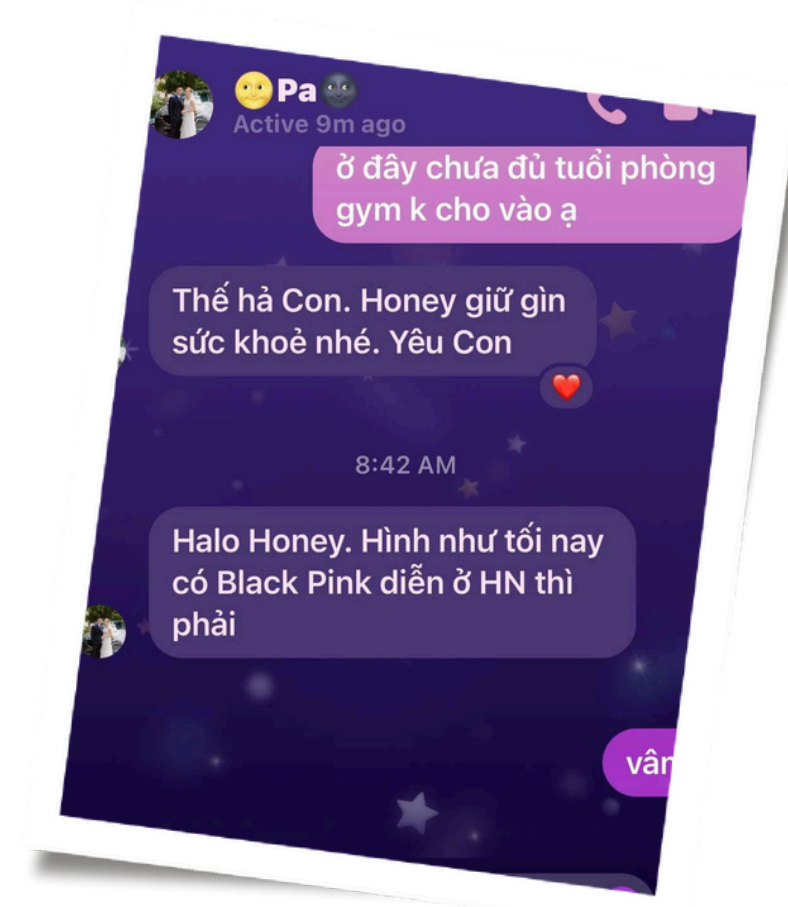 Pa
Active 9m ago
ở đây chưa đủ tuổi phòng
gym k cho vào ạ
Thế hả Con. Honey giữ gìn
sức khoẻ nhé. Yêu Con
8:42 AM
Halo Honey. Hình như tối nay
có Black Pink diễn ở HN thì
phải